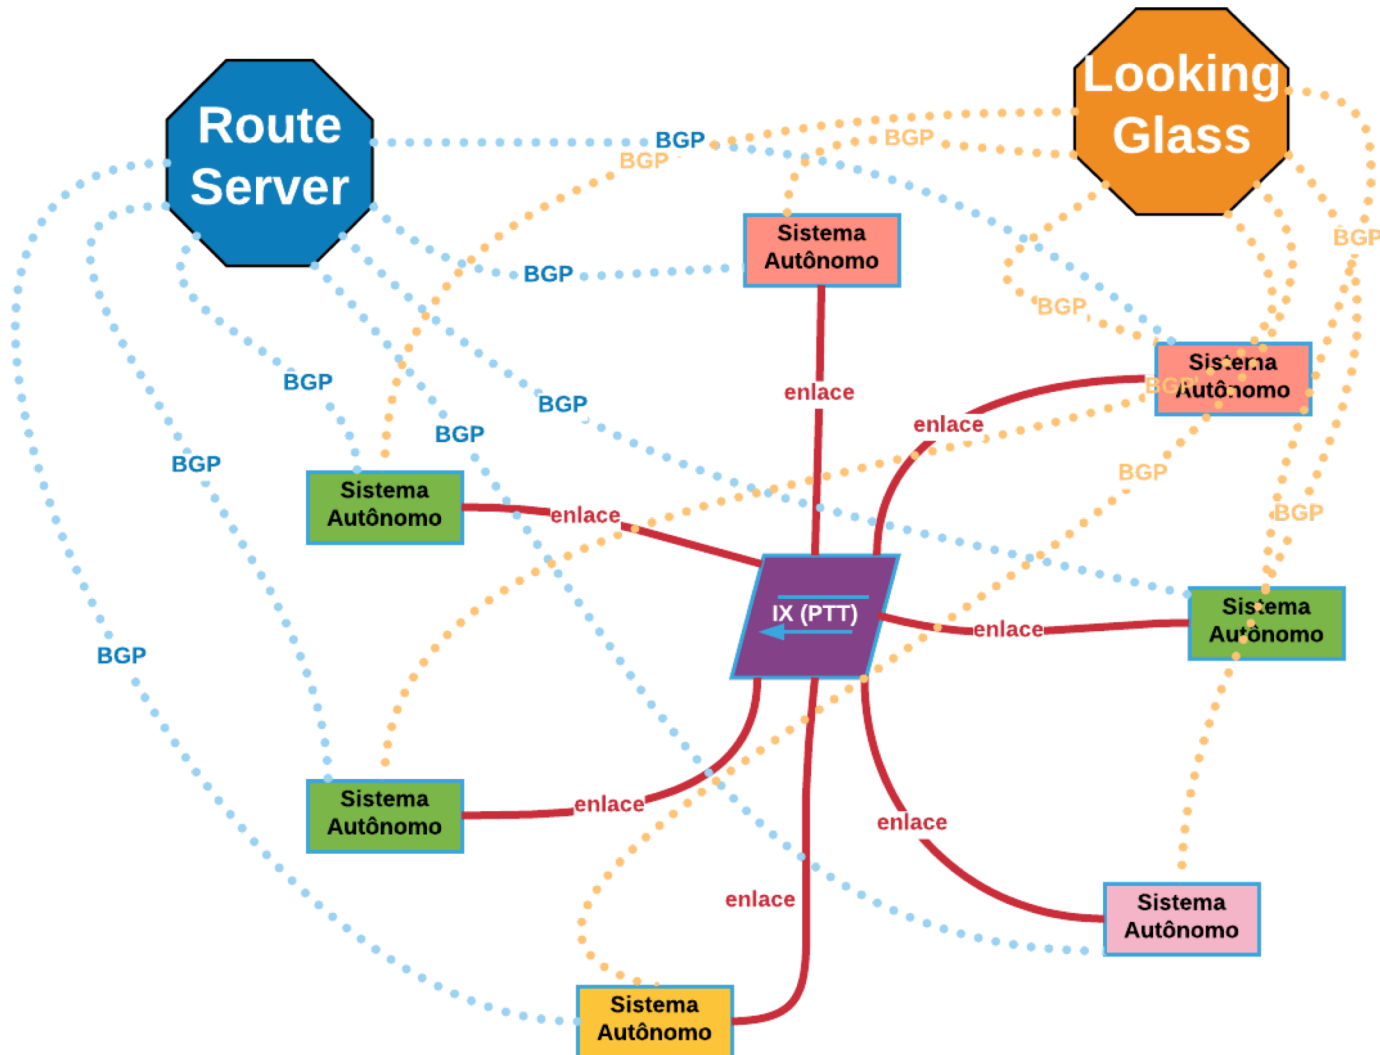 Looking
Glass
Route
Server
BGP
BGP
BGP
Sistema
Autônomo
BGP
BGP
BGP
Sistema
Autônomo
BGP
BGP
enlace
BGP
enlace
BGP
BGP
BGP
Sistema
Autônomo
enlace
BGP
IX (PTT)
Sistema
Autônomo
enlace
BGP
Sistema
Autônomo
enlace
enlace
enlace
Sistema
Autônomo
Sistema
Autônomo